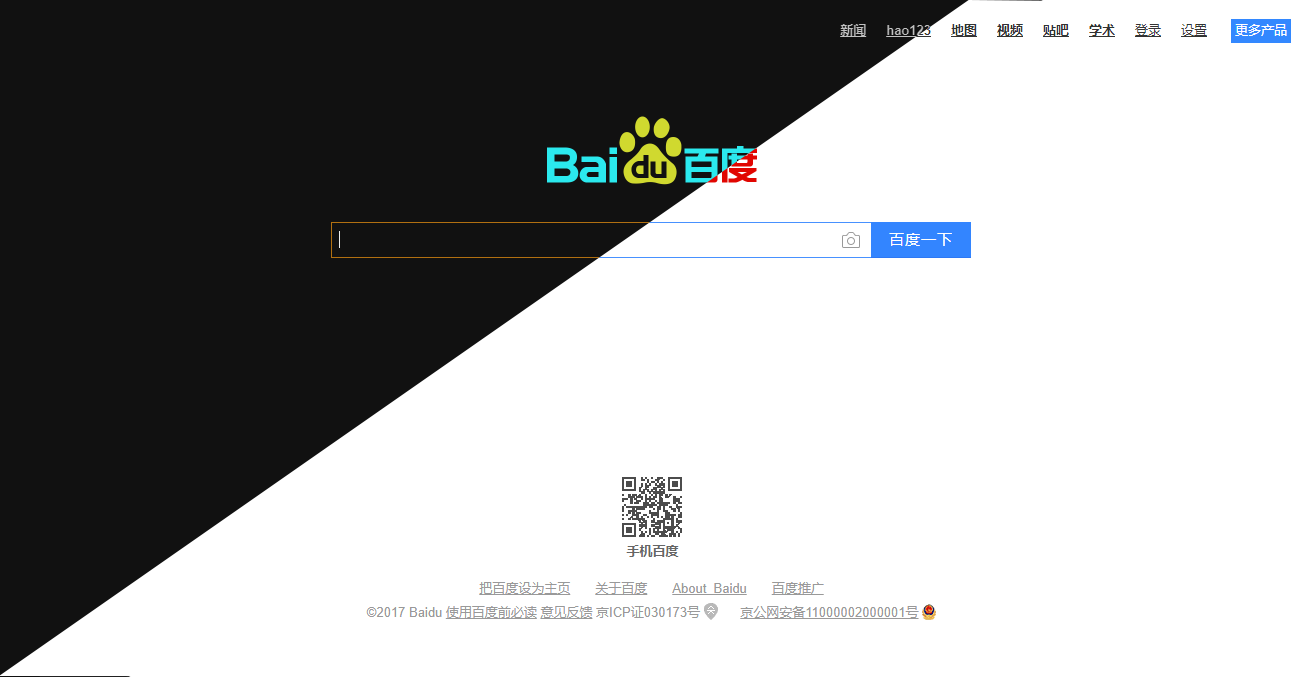 新闻 hao123 地图 视频 贴吧 学术 登录 设置 更多产品
Bai du 百度
百度一下
手机百度
把百度设为主页 关于百度 About Baidu 百度推广
©2017 Baidu 使用百度前必读 意见反馈 京ICP证030173号 京公网安备11000002000001号